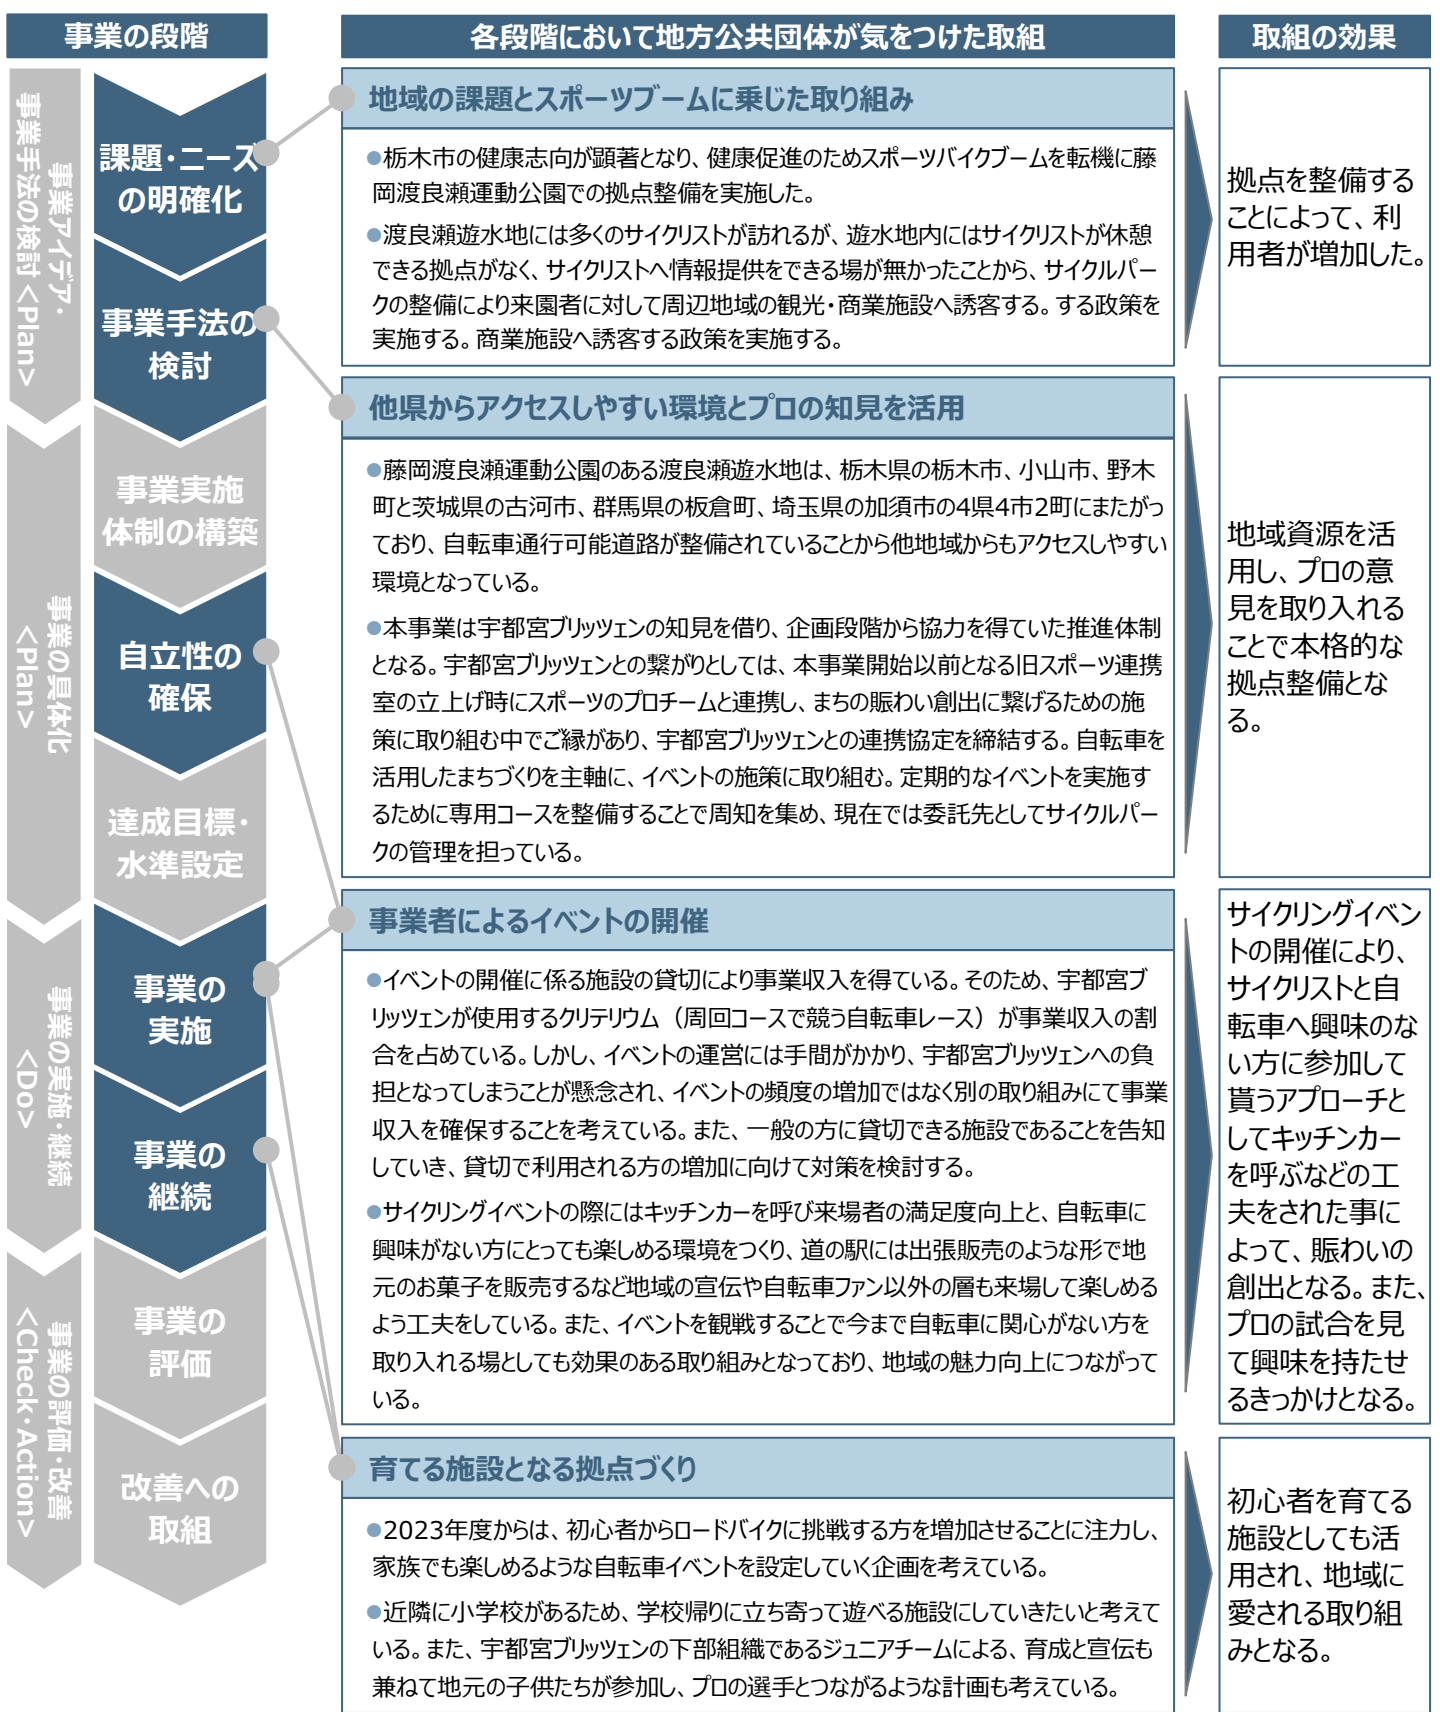 事業の段階
各段階において地方公共団体が気をつけた取組
取組の効果
事業アイデア・
事業手法の検討 <Plan>
課題・ニーズ
の明確化
事業手法の
検討
事業の具体化
<Plan>
事業実施
体制の構築
自立性の
確保
達成目標・
水準設定
事業の実施・継続
<Do>
事業の
実施
事業の
継続
事業の評価・改善
<Check・Action>
事業の
評価
改善への
取組
地域の課題とスポーツブームに乗じた取り組み
●栃木市の健康志向が顕著となり、健康促進のためスポーツバイクブームを転機に藤
岡渡良瀬運動公園での拠点整備を実施した。
●渡良瀬遊水地には多くのサイクリストが訪れるが、遊水地内にはサイクリストが休憩
できる拠点がなく、サイクリストへ情報提供をできる場が無かったことから、サイクルパー
クの整備により来園者に対して周辺地域の観光・商業施設へ誘客する。する政策を
実施する。商業施設へ誘客する政策を実施する。
拠点を整備する
ことによって、利
用者が増加した。
他県からアクセスしやすい環境とプロの知見を活用
●藤岡渡良瀬運動公園のある渡良瀬遊水地は、栃木県の栃木市、小山市、野木
町と茨城県の古河市、群馬県の板倉町、埼玉県の加須市の4県4市2町にまたがっ
ており、自転車通行可能道路が整備されていることから他地域からもアクセスしやすい
環境となっている。
●本事業は宇都宮ブリッツェンの知見を借り、企画段階から協力を得ていた推進体制
となる。宇都宮ブリッツェンとの繋がりとしては、本事業開始以前となる旧スポーツ連携
室の立上げ時にスポーツのプロチームと連携し、まちの賑わい創出に繋げるための施
策に取り組む中でご縁があり、宇都宮ブリッツェンとの連携協定を締結する。自転車を
活用したまちづくりを主軸に、イベントの施策に取り組む。定期的なイベントを実施す
るために専用コースを整備することで周知を集め、現在では委託先としてサイクルパー
クの管理を担っている。
地域資源を活
用し、プロの意
見を取り入れる
ことで本格的な
拠点整備とな
る。
事業者によるイベントの開催
●イベントの開催に係る施設の貸切により事業収入を得ている。そのため、宇都宮ブ
リッツェンが使用するクリテリウム（周回コースで競う自転車レース）が事業収入の割
合を占めている。しかし、イベントの運営には手間がかかり、宇都宮ブリッツェンへの負
担となってしまうことが懸念され、イベントの頻度の増加ではなく別の取り組みにて事業
収入を確保することを考えている。また、一般の方に貸切できる施設であることを告知
していき、貸切で利用される方の増加に向けて対策を検討する。
●サイクリングイベントの際にはキッチンカーを呼び来場者の満足度向上と、自転車に
興味がない方にとっても楽しめる環境をつくり、道の駅には出張販売のような形で地
元のお菓子を販売するなど地域の宣伝や自転車ファン以外の層も来場して楽しめる
よう工夫をしている。また、イベントを観戦することで今まで自転車に関心がない方を
取り入れる場としても効果のある取り組みとなっており、地域の魅力向上につながって
いる。
サイクリングイベン
トの開催により、
サイクリストと自
転車へ興味のな
い方に参加して
貰うアプローチと
してキッチンカー
を呼ぶなどの工
夫をされた事に
よって、賑わいの
創出となる。また、
プロの試合を見
て興味を持たせ
るきっかけとなる。
育てる施設となる拠点づくり
●2023年度からは、初心者からロードバイクに挑戦する方を増加させることに注力し、
家族でも楽しめるような自転車イベントを設定していく企画を考えている。
●近隣に小学校があるため、学校帰りに立ち寄って遊べる施設にしていきたいと考えて
いる。また、宇都宮ブリッツェンの下部組織であるジュニアチームによる、育成と宣伝も
兼ねて地元の子供たちが参加し、プロの選手とつながるような計画も考えている。
初心者を育てる
施設としても活
用され、地域に
愛される取り組
みとなる。